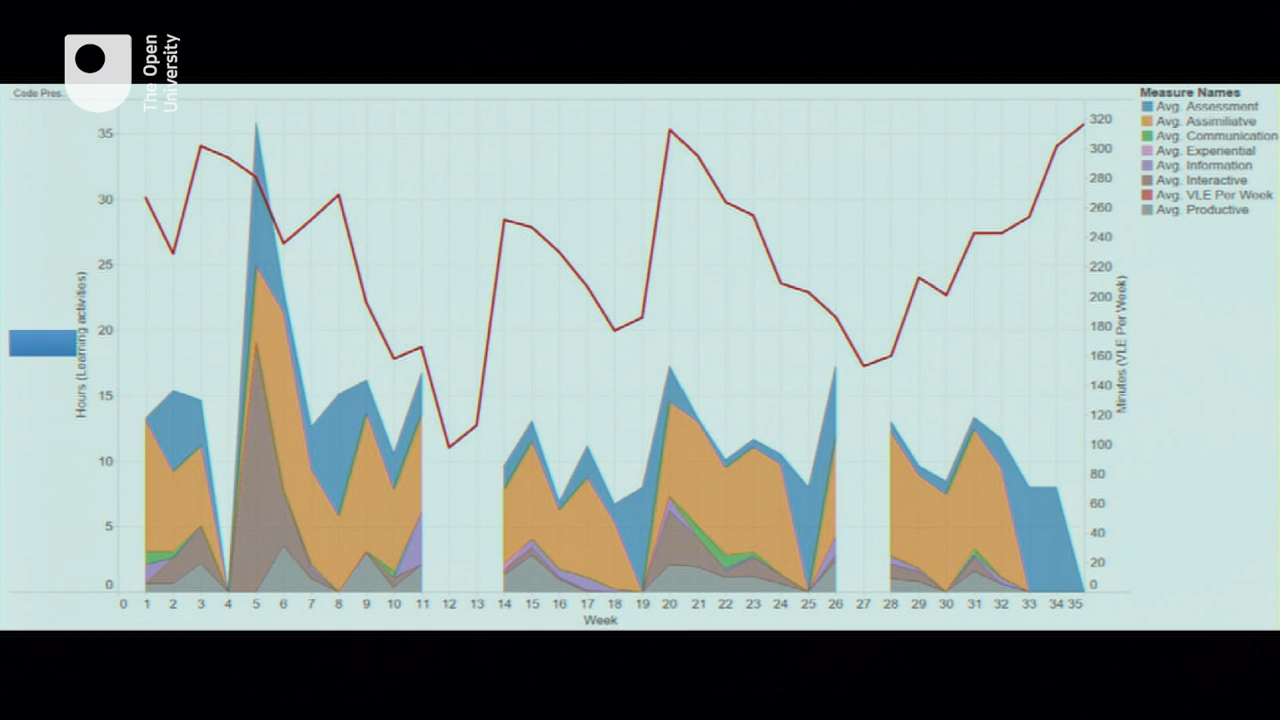 The Open
University
Code Pres..
Measure Names
Avg. Assessment
Avg. Assimiliatve
Avg. Communication
Avg. Experiential
Avg. Information
Avg. Interactive
Avg. VLE Per Week
Avg. Productive
Hours (Learning activities)
35
30
25
20
15
10
5
0
320
300
280
260
240
220
200
180
160
140
120
100
80
60
40
20
0
Minutes (VLE Per Week)
0 1 2 3 4 5 6 7 8 9 10 11 12 13 14 15 16 17 18 19 20 21 22 23 24 25 26 27 28 29 30 31 32 33 34 35
Week